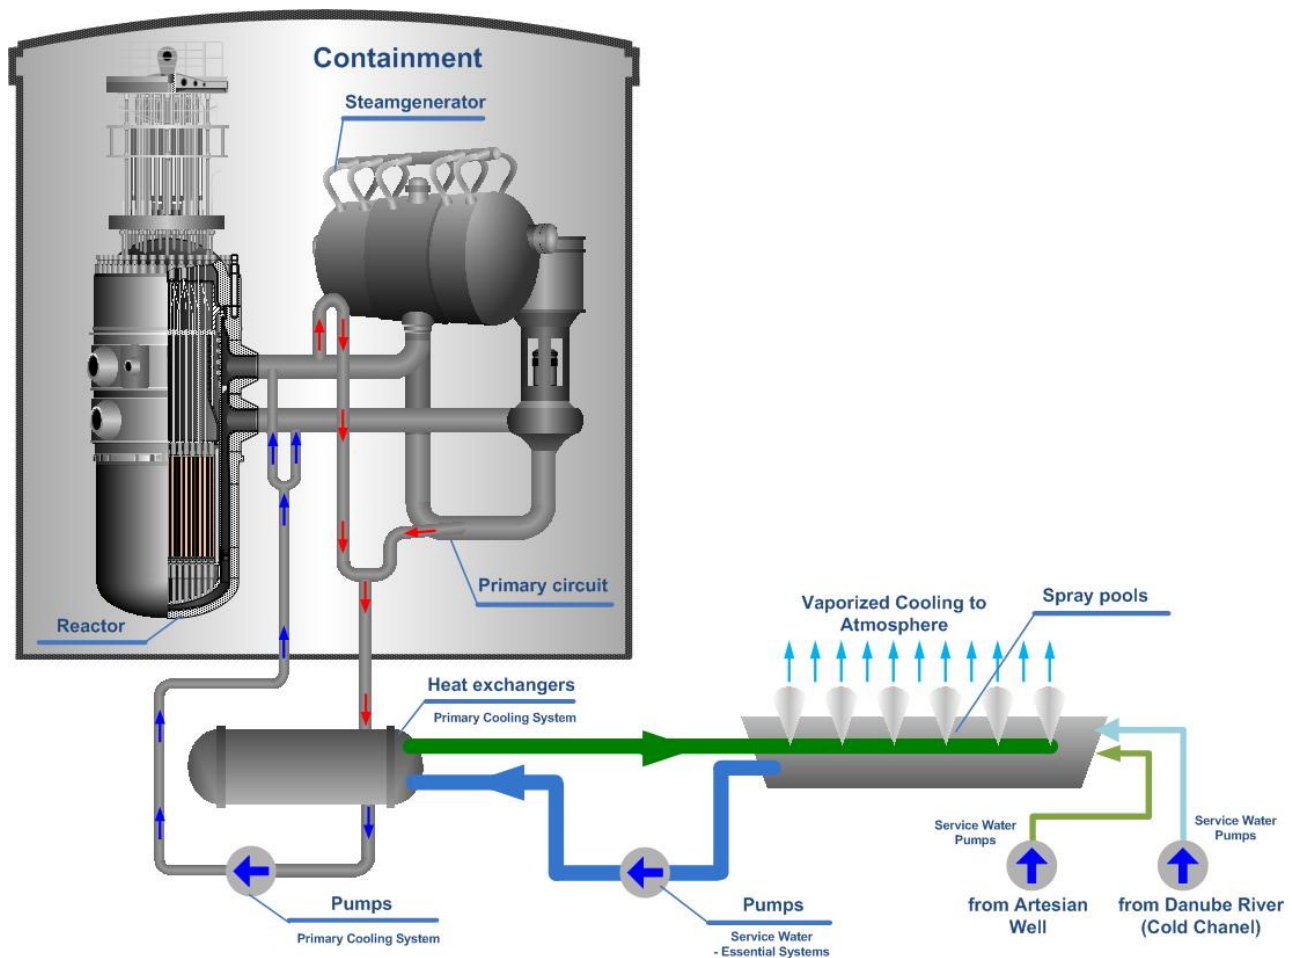 Containment
Steamgenerator
Primary circuit
Reactor
Vaporized Cooling to
Atmosphere
Spray pools
Heat exchangers
Primary Cooling System
Service Water
Pumps
Service Water
Pumps
Pumps
Primary Cooling System
Pumps
Service Water
- Essential Systems
from Artesian
Well
from Danube River
(Cold Chanel)